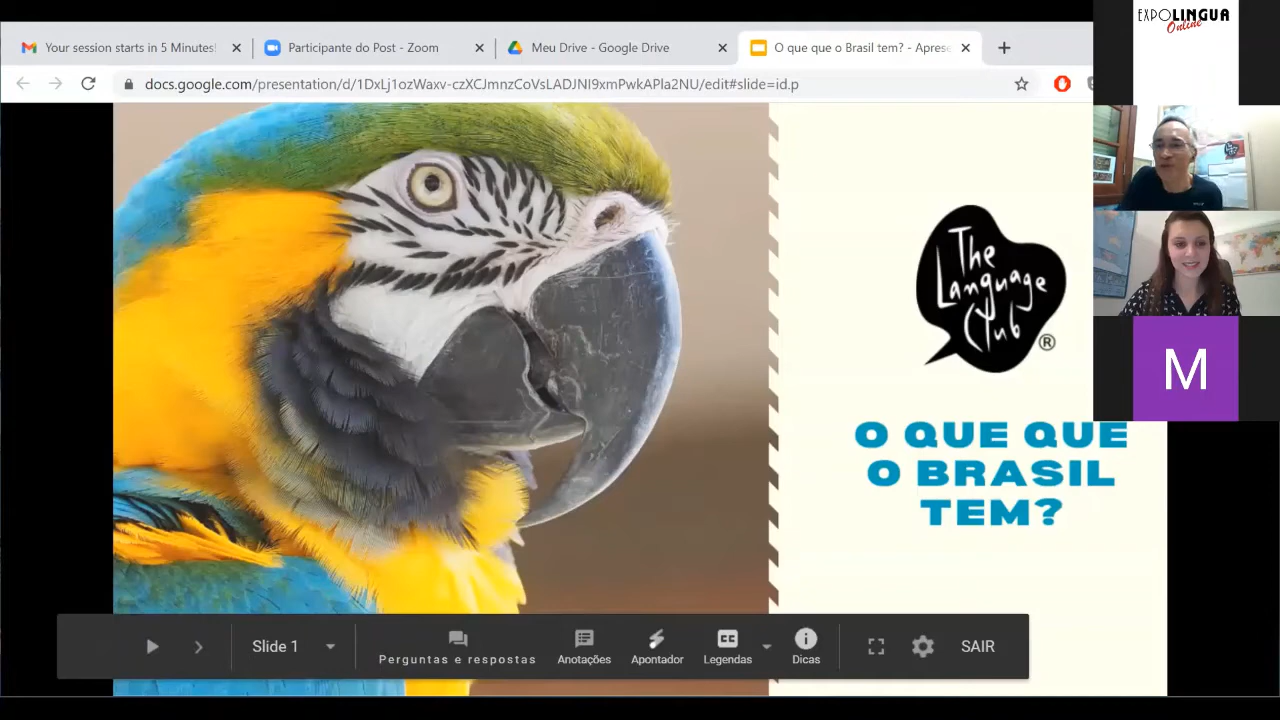 EXPOLINGUA
Online
Your session starts in 5 Minutes!
Participante do Post - Zoom
Meu Drive - Google Drive
O que que o Brasil tem? - Aprese
docs.google.com/presentation/d/1DxLj1ozWaxv-czXCJmnzCoVsLADJNI9xmPwkAPla2NU/edit#slide=id.p
The
Language
Club
®
M
O QUE QUE
O BRASIL
TEM?
Slide 1
Perguntas e respostas
Anotações
Apontador
CC
Legendas
Dicas
SAIR